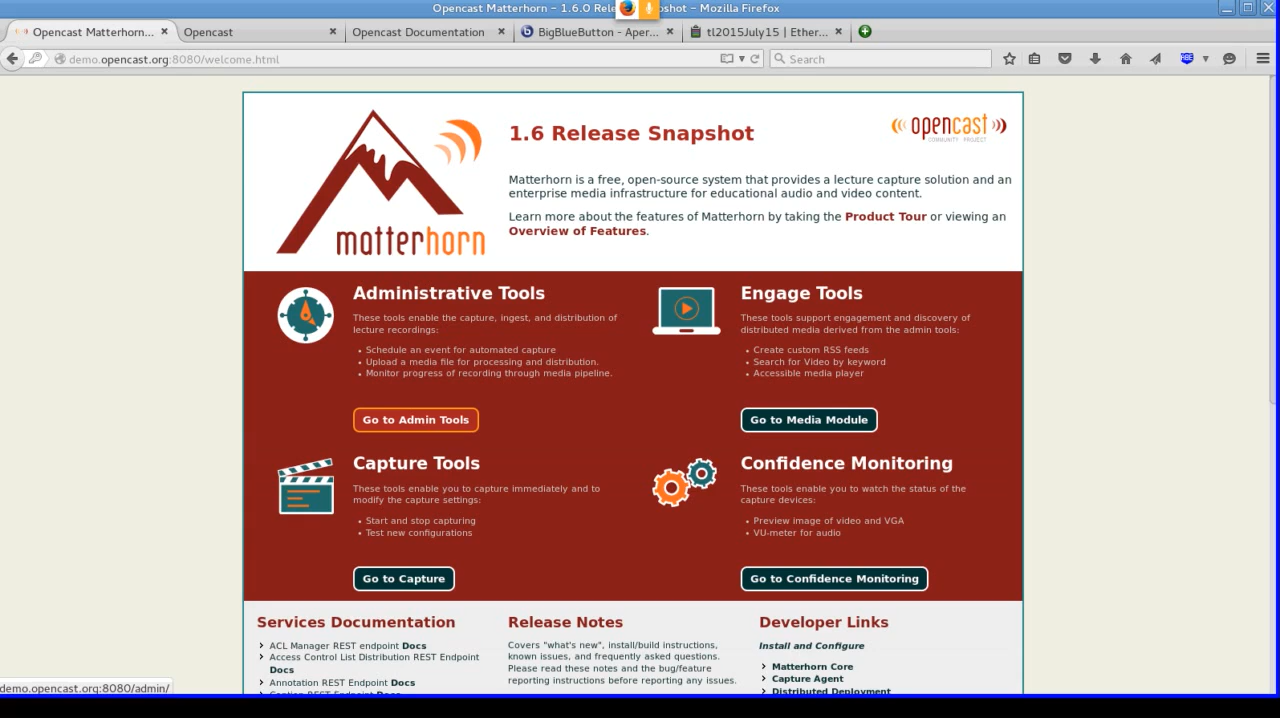 Opencast Matterhorn - 1.6.0 Rele shot - Mozilla Firefox
Opencast Matterhorn...
Opencast
Opencast Documentation
BigBlueButton - Aper...
tl2015July15 | Ether...
demo.opencast.org:8080/welcome.html
Search
ABP
1.6 Release Snapshot
opencast
COMMUNITY PROJECT
matterhorn
Matterhorn is a free, open-source system that provides a lecture capture solution and an
enterprise media infrastructure for educational audio and video content.
Learn more about the features of Matterhorn by taking the Product Tour or viewing an
Overview of Features.
Administrative Tools
These tools enable the capture, ingest, and distribution of
lecture recordings:
• Schedule an event for automated capture
• Upload a media file for processing and distribution.
• Monitor progress of recording through media pipeline.
Go to Admin Tools
Engage Tools
These tools support engagement and discovery of
distributed media derived from the admin tools:
• Create custom RSS feeds
• Search for Video by keyword
• Accessible media player
Go to Media Module
Capture Tools
These tools enable you to capture immediately and to
modify the capture settings:
• Start and stop capturing
• Test new configurations
Go to Capture
Confidence Monitoring
These tools enable you to watch the status of the
capture devices:
• Preview image of video and VGA
• VU-meter for audio
Go to Confidence Monitoring
Services Documentation
ACL Manager REST endpoint Docs
Access Control List Distribution REST Endpoint
Docs
Annotation REST Endpoint Docs
Caption REST Endpoint Docs
Release Notes
Covers "what's new", install/build instructions,
known issues, and frequently asked questions.
Please read these notes and the bug/feature
reporting instructions before reporting any issues.
Developer Links
Install and Configure
Matterhorn Core
Capture Agent
Distributed Deployment
demo.opencast.org:8080/admin/